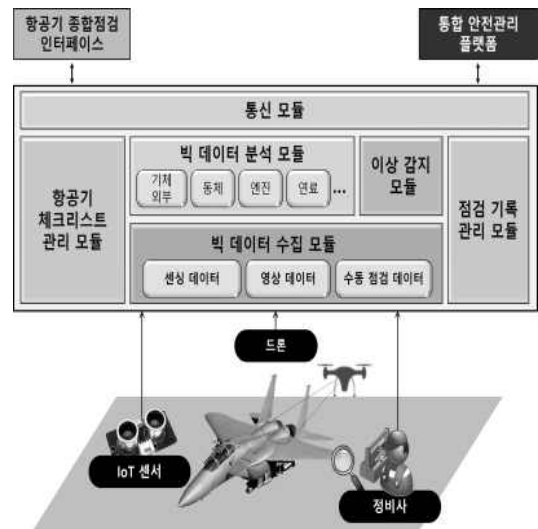 항공기 종합점검
인터페이스
통합 안전관리
플랫폼
통신 모듈
항공기
체크리스트
관리 모듈
빅 데이터 분석 모듈
기체
외부
동체
엔진
연료
...
이상 감지
모듈
점검 기록
관리 모듈
빅 데이터 수집 모듈
센싱 데이터
영상 데이터
수동 점검 데이터
드론
IoT 센서
정비사